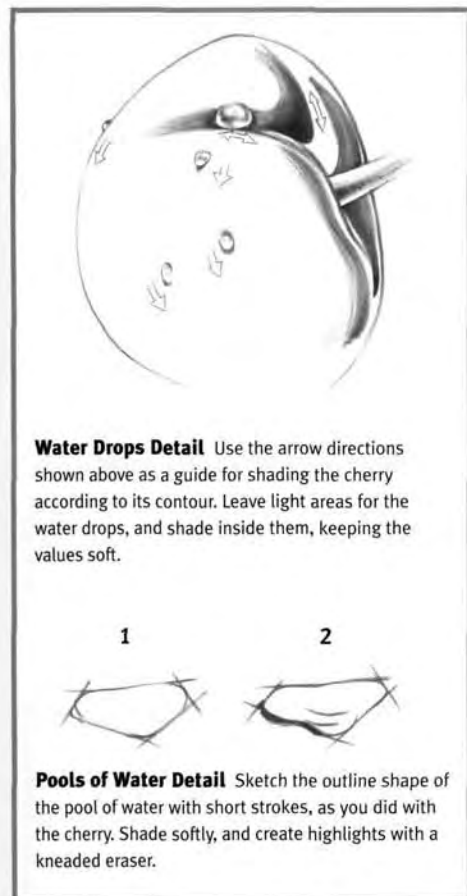 Water Drops Detail Use the arrow directions
shown above as a guide for shading the cherry
according to its contour. Leave light areas for the
water drops, and shade inside them, keeping the
values soft.
1 2
Pools of Water Detail Sketch the outline shape of
the pool of water with short strokes, as you did with
the cherry. Shade softly, and create highlights with a
kneaded eraser.